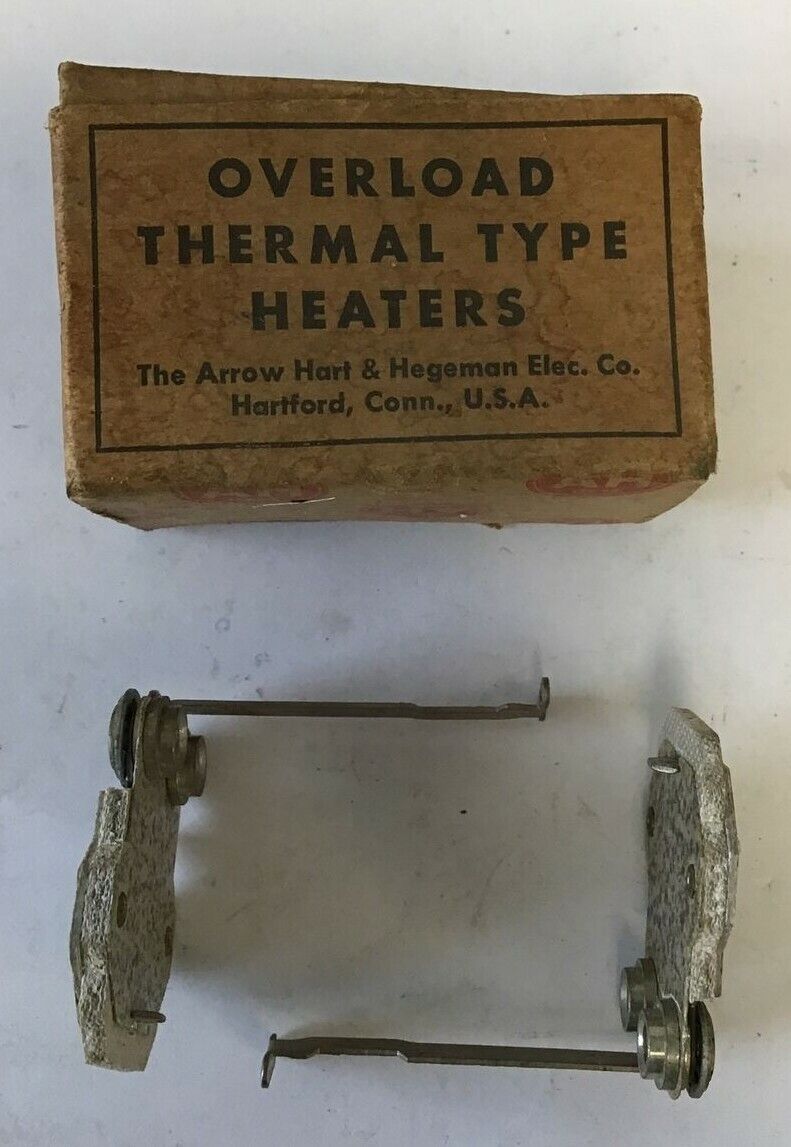 OVERLOAD
THERMAL TYPE
HEATERS
The Arrow Hart & Hegeman Elec. Co.
Hartford, Conn., U.S.A.